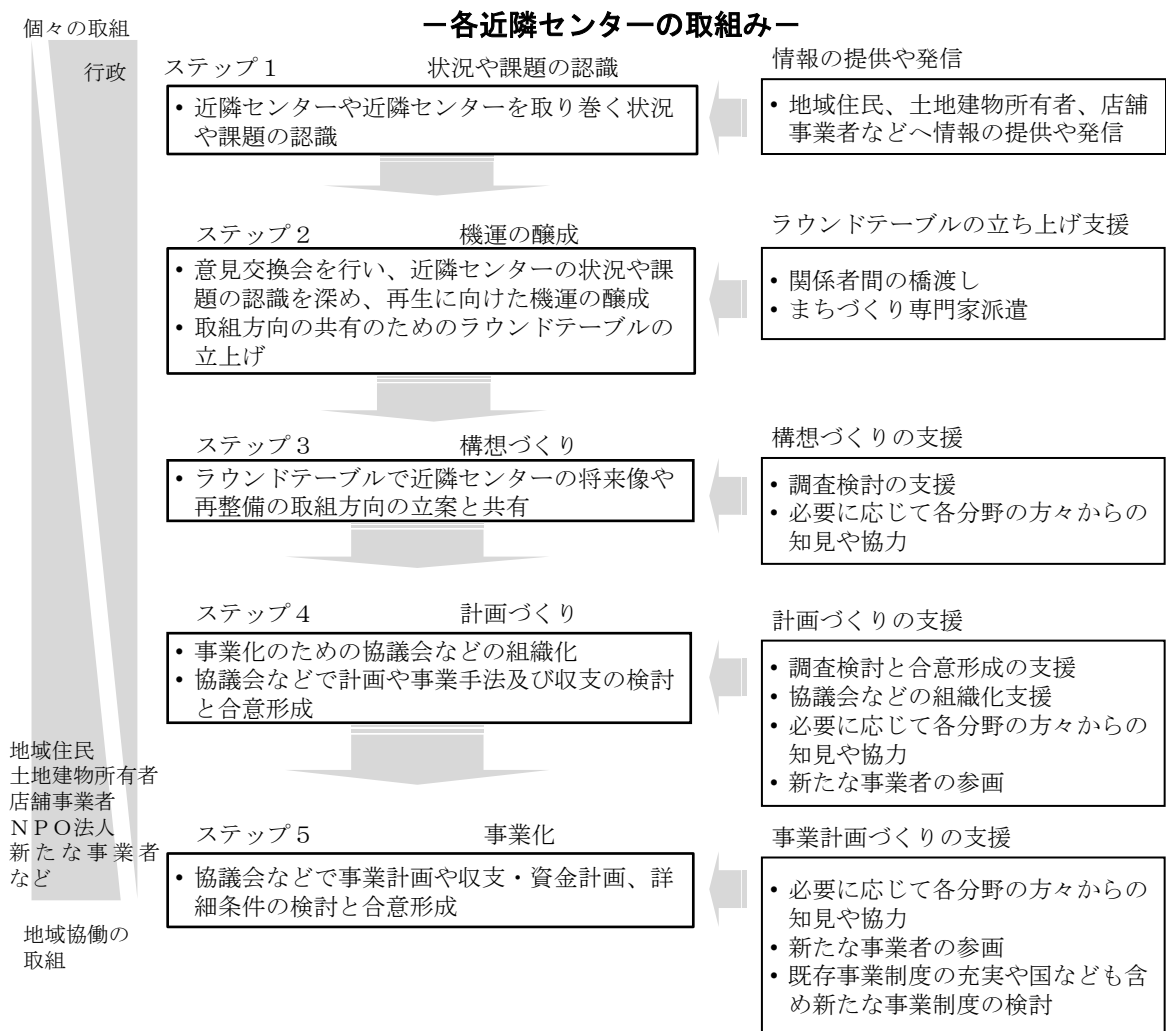 －各近隣センターの取組み－
個々の取組
行政
ステップ１　状況や課題の認識
• 近隣センターや近隣センターを取り巻く状況
や課題の認識
情報の提供や発信
• 地域住民、土地建物所有者、店舗
事業者などへ情報の提供や発信
ステップ２　機運の醸成
• 意見交換会を行い、近隣センターの状況や課
題の認識を深め、再生に向けた機運の醸成
• 取組方向の共有のためのラウンドテーブルの
立上げ
ラウンドテーブルの立ち上げ支援
• 関係者間の橋渡し
• まちづくり専門家派遣
ステップ３　構想づくり
• ラウンドテーブルで近隣センターの将来像や
再整備の取組方向の立案と共有
構想づくりの支援
• 調査検討の支援
• 必要に応じて各分野の方々からの
知見や協力
ステップ４　計画づくり
• 事業化のための協議会などの組織化
• 協議会などで計画や事業手法及び収支の検討
と合意形成
計画づくりの支援
• 調査検討と合意形成の支援
• 協議会などの組織化支援
• 必要に応じて各分野の方々からの
知見や協力
• 新たな事業者の参画
地域住民
土地建物所有者
店舗事業者
ＮＰＯ法人
新たな事業者
など
ステップ５　事業化
• 協議会などで事業計画や収支・資金計画、詳
細条件の検討と合意形成
事業計画づくりの支援
• 必要に応じて各分野の方々からの
知見や協力
• 新たな事業者の参画
• 既存事業制度の充実や国なども含
め新たな事業制度の検討
地域協働の
取組